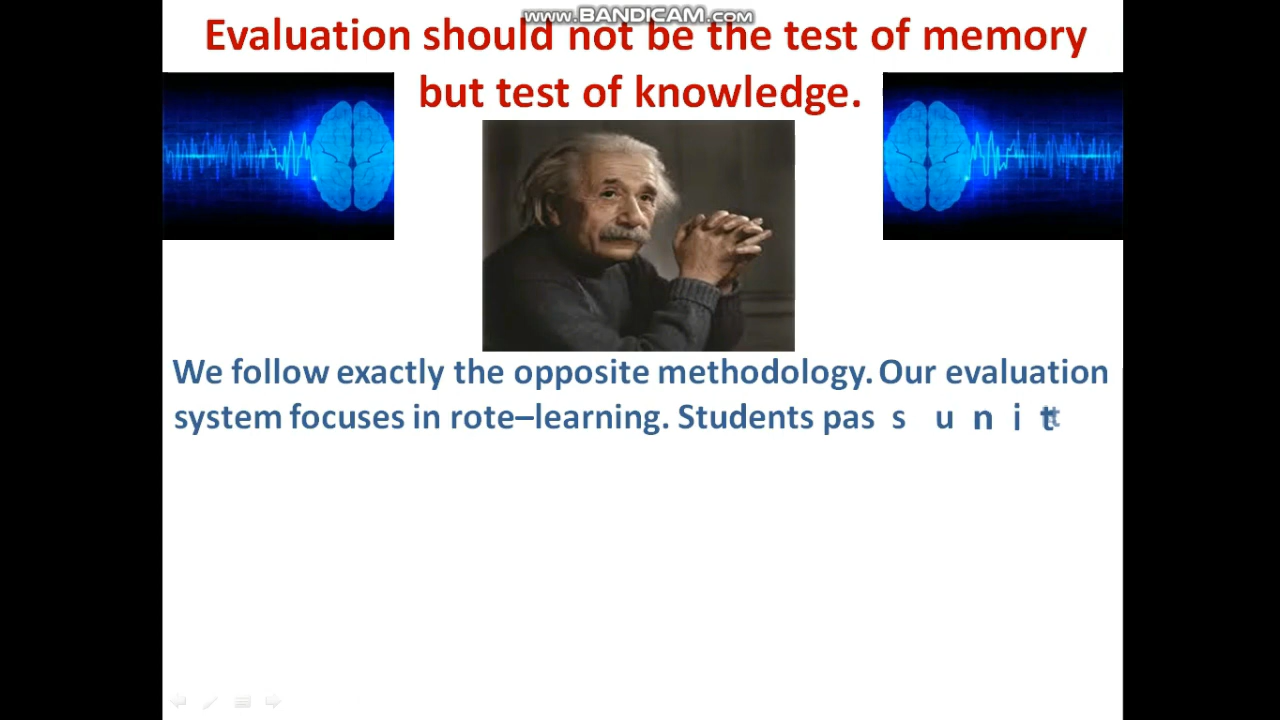 www.BANDICAM.com
Evaluation should not be the test of memory
but test of knowledge.
We follow exactly the opposite methodology. Our evaluation
system focuses in rote–learning. Students pas s u n i t